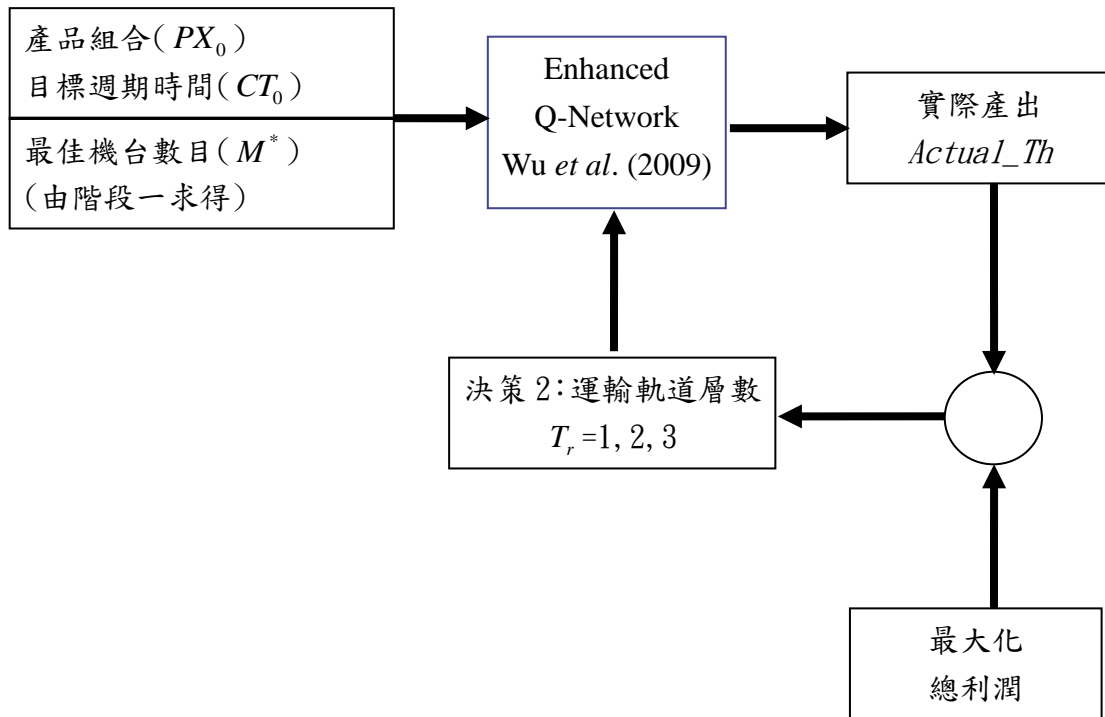 產品組合(PX₀)
目標週期時間(CT₀)
最佳機台數目(M*)
(由階段一求得)
Enhanced
Q-Network
Wu et al. (2009)
實際產出
Actual_Th
決策 2:運輸軌道層數
Tᵣ =1, 2, 3
最大化
總利潤